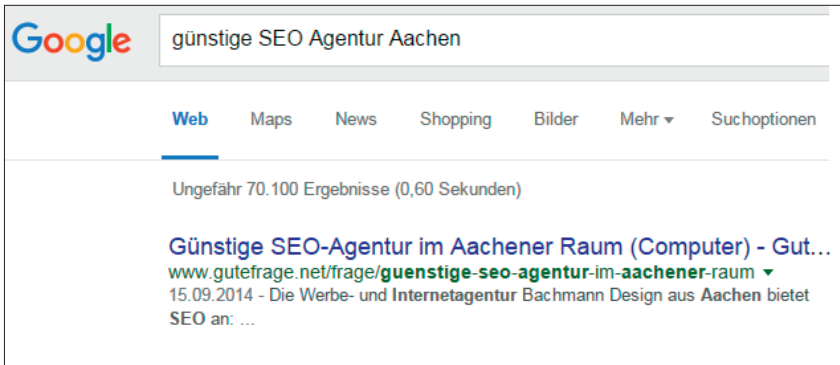 Google
günstige SEO Agentur Aachen
Web Maps News Shopping Bilder Mehr Suchoptionen
Ungefähr 70.100 Ergebnisse (0,60 Sekunden)
Günstige SEO-Agentur im Aachener Raum (Computer) - Gut...
www.gutefrage.net/frage/guenstige-seo-agentur-im-aachener-raum
15.09.2014 - Die Werbe- und Internetagentur Bachmann Design aus Aachen bietet
SEO an: ...